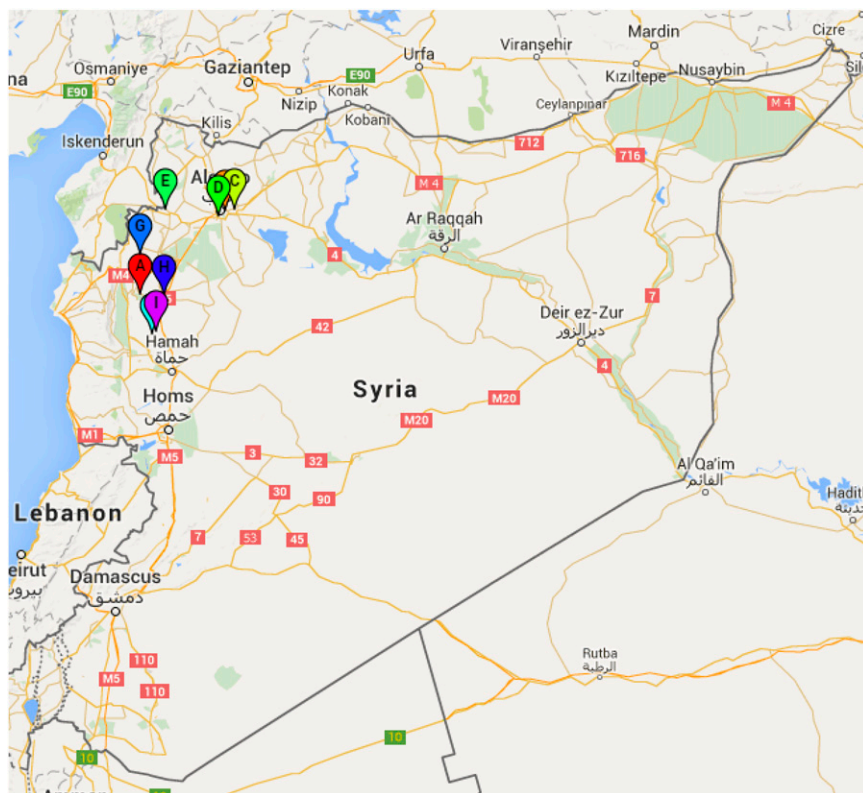 Mardin
Cizre
Viranşehir
Urfa
Osmaniye
Gaziantep
E90
Kızıltepe
Nusaybin
na
E90
Nizip
Konak
Kobani
Ceylanpınar
M 4
Kilis
Iskenderun
712
716
E
D
C
M 4
Ar Raqqah
الرقة
G
4
A
H
M4
I
7
Deir ez-Zur
ديرالزور
42
Hamah
حماة
4
Syria
Homs
حمص
M20
M20
M1
M5
3
32
Al Qa'im
القائم
30
90
Lebanon
7
53
45
eirut
Damascus
دمشق
110
M5
110
Rutba
الرطبة
10
10